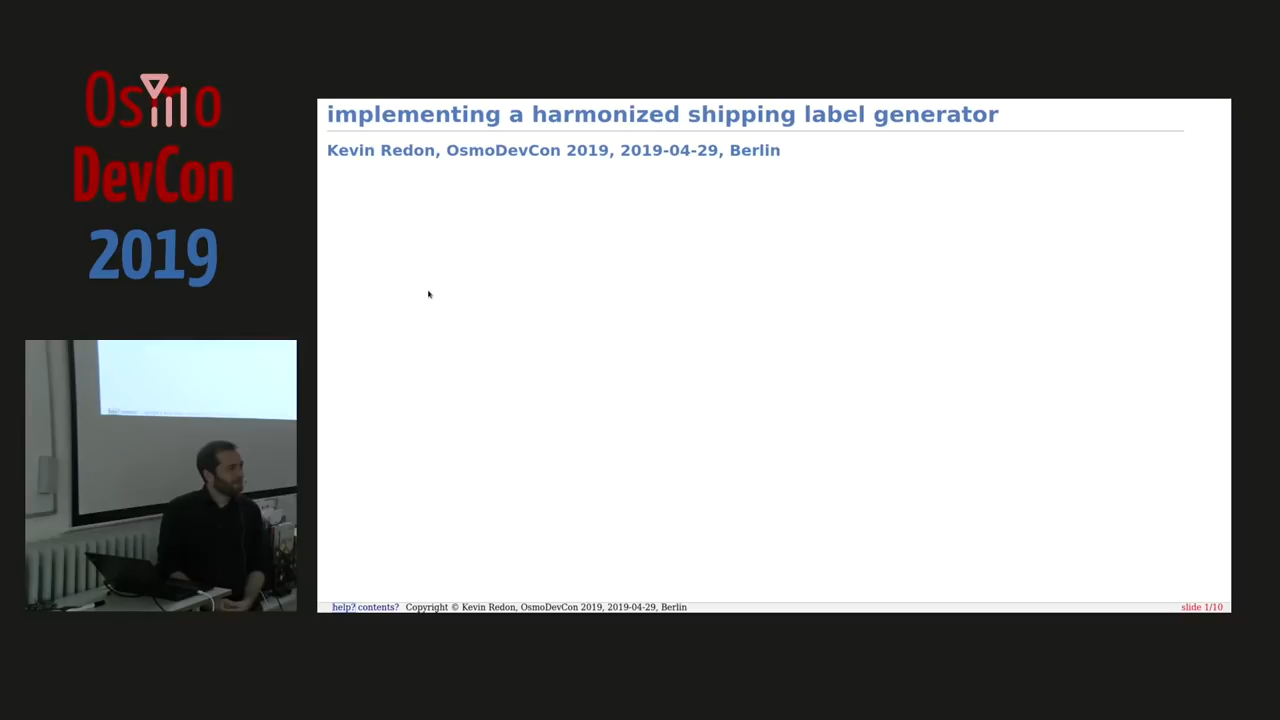 Osmo
DevCon
2019
implementing a harmonized shipping label generator
Kevin Redon, OsmoDevCon 2019, 2019-04-29, Berlin
help? contents? Copyright © Kevin Redon, OsmoDevCon 2019, 2019-04-29, Berlin
slide 1/10